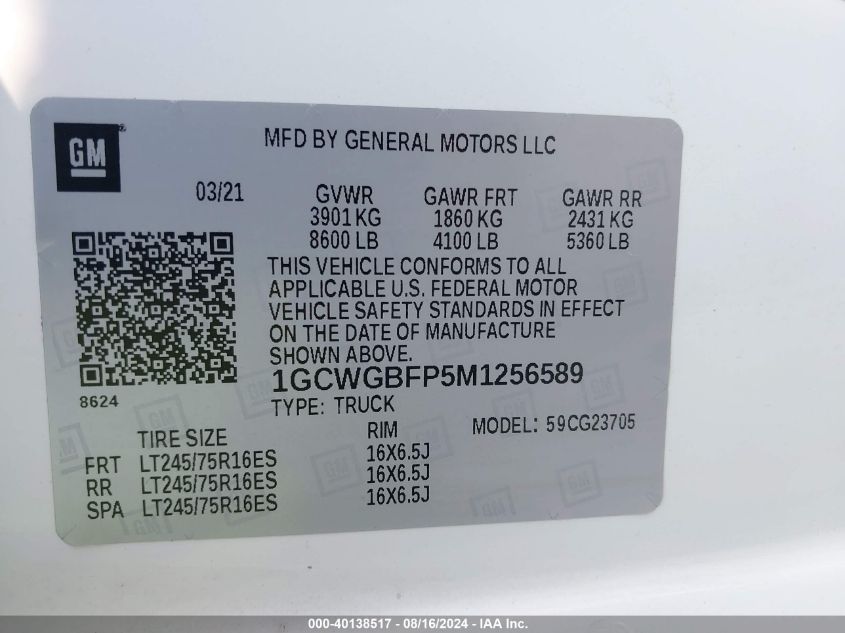 GM
MFD BY GENERAL MOTORS LLC
03/21
GVWR GAWR FRT GAWR RR
3901 KG 1860 KG 2431 KG
8600 LB 4100 LB 5360 LB
THIS VEHICLE CONFORMS TO ALL
APPLICABLE U.S. FEDERAL MOTOR
VEHICLE SAFETY STANDARDS IN EFFECT
ON THE DATE OF MANUFACTURE
SHOWN ABOVE.
1GCWGBFP5M1256589
8624
TYPE: TRUCK
MODEL: 59CG23705
TIRE SIZE RIM
FRT LT245/75R16ES 16X6.5J
RR LT245/75R16ES 16X6.5J
SPA LT245/75R16ES 16X6.5J
000-40138517 - 08/16/2024 - IAA Inc.